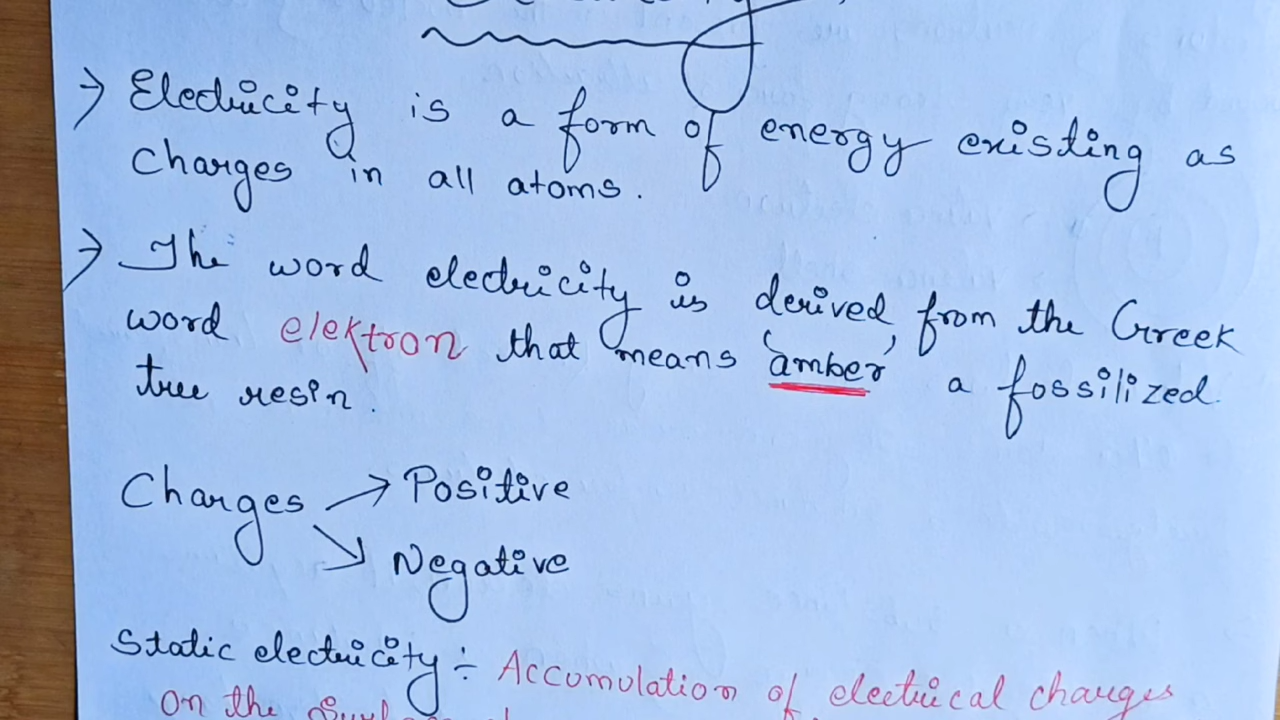 → Electricity is a form of energy existing as
charges in all atoms.
→ The word electricity is derived from the Greek
word elektron that means 'amber' a fossilized
tree resin.
Charges → Positive
↘ Negative
Static electricity ÷ Accumulation of electrical charges
on the